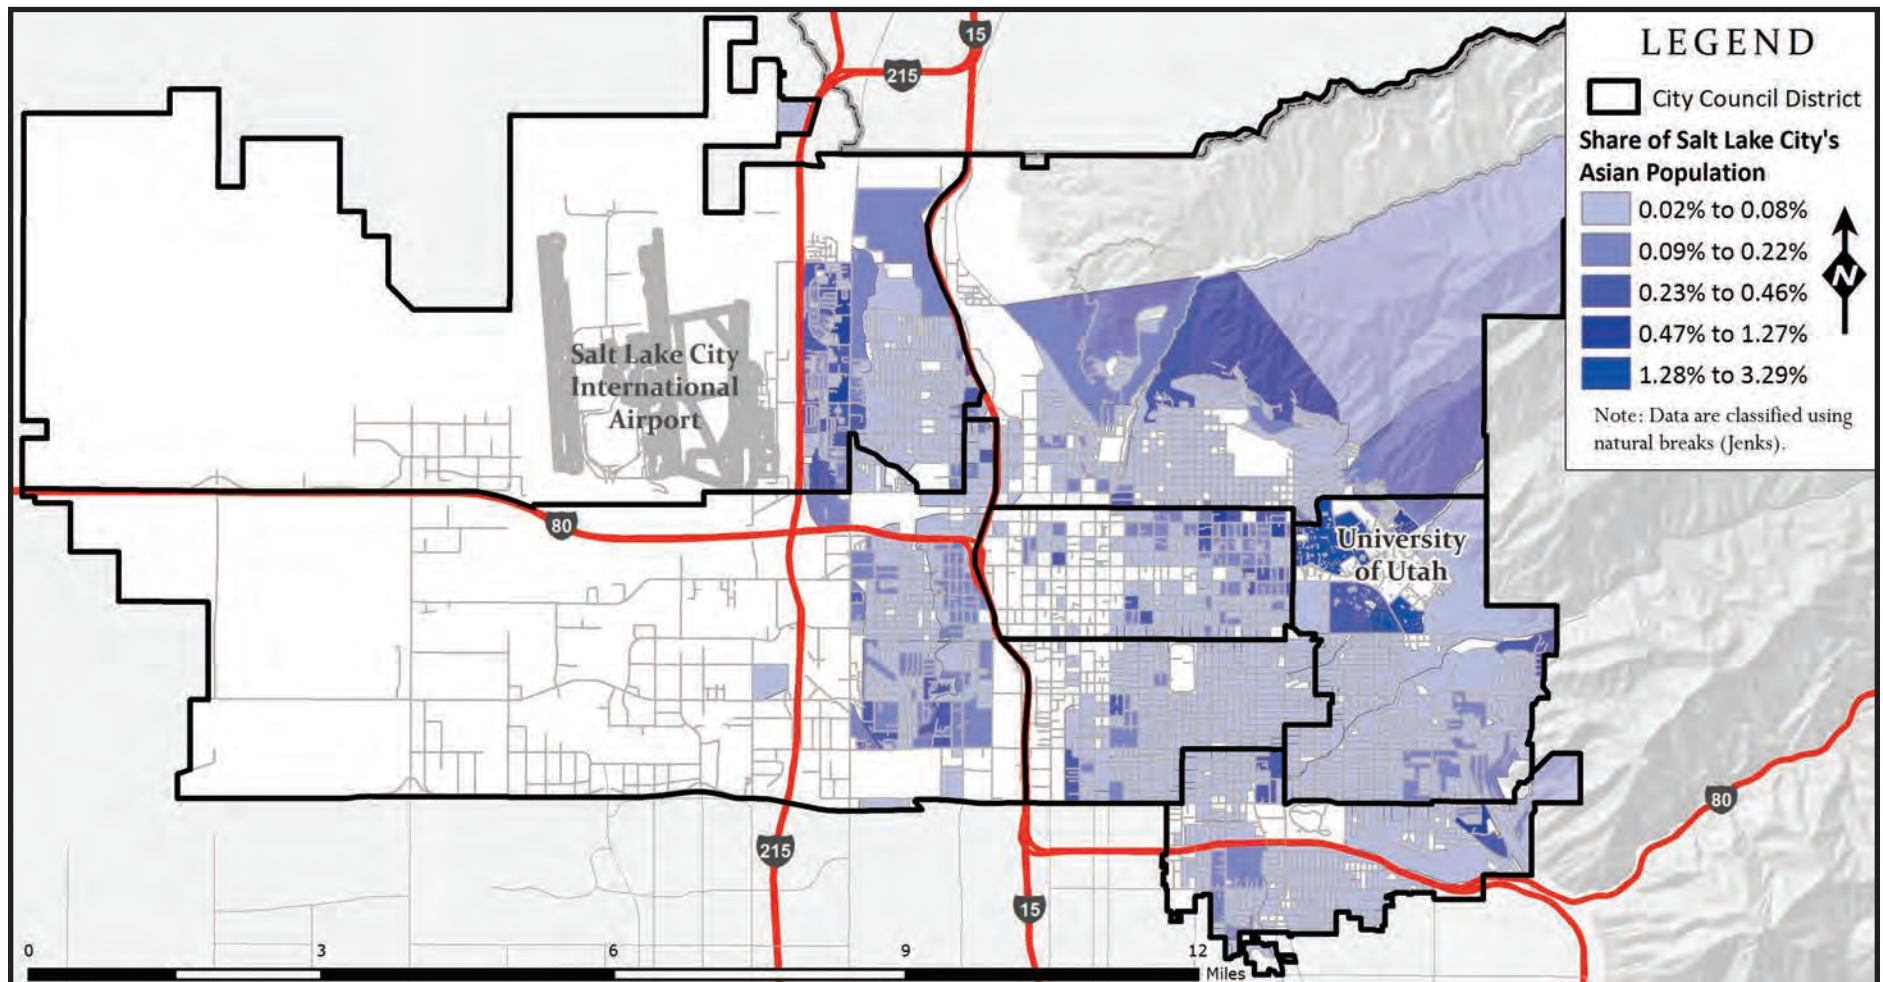 LEGEND
City Council District
Share of Salt Lake City's
Asian Population
0.02% to 0.08%
0.09% to 0.22%
0.23% to 0.46%
0.47% to 1.27%
1.28% to 3.29%
Note: Data are classified using
natural breaks (Jenks).
N
15
215
Salt Lake City
International
Airport
80
University
of Utah
80
215
15
0 3 6 9 12
Miles